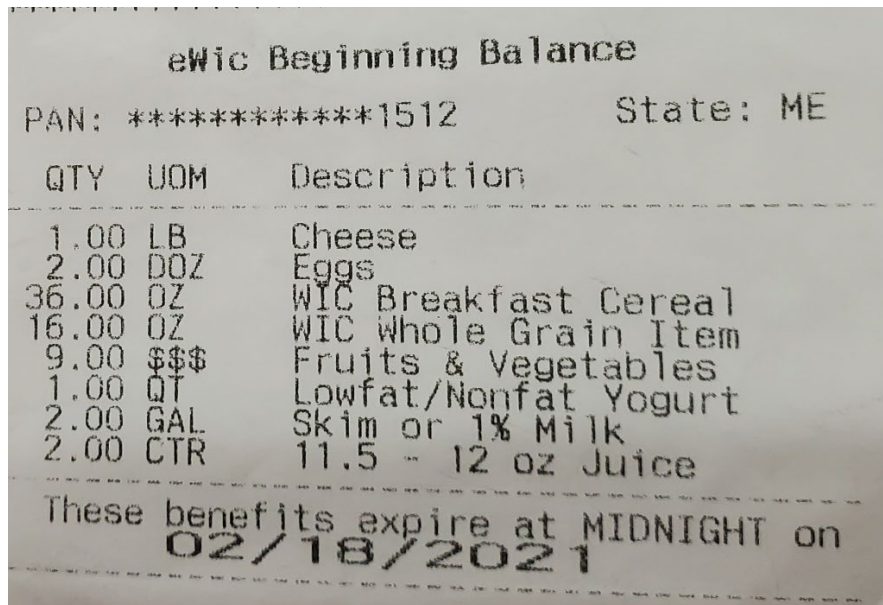 eWic Beginning Balance
PAN: ************1512 State: ME
QTY UOM Description
1.00 LB Cheese
2.00 DOZ Eggs
36.00 OZ WIC Breakfast Cereal
16.00 OZ WIC Whole Grain Item
9.00 $$$ Fruits & Vegetables
1.00 QT Lowfat/Nonfat Yogurt
2.00 GAL Skim or 1% Milk
2.00 CTR 11.5 - 12 oz Juice
These benefits expire at MIDNIGHT on
02/18/2021